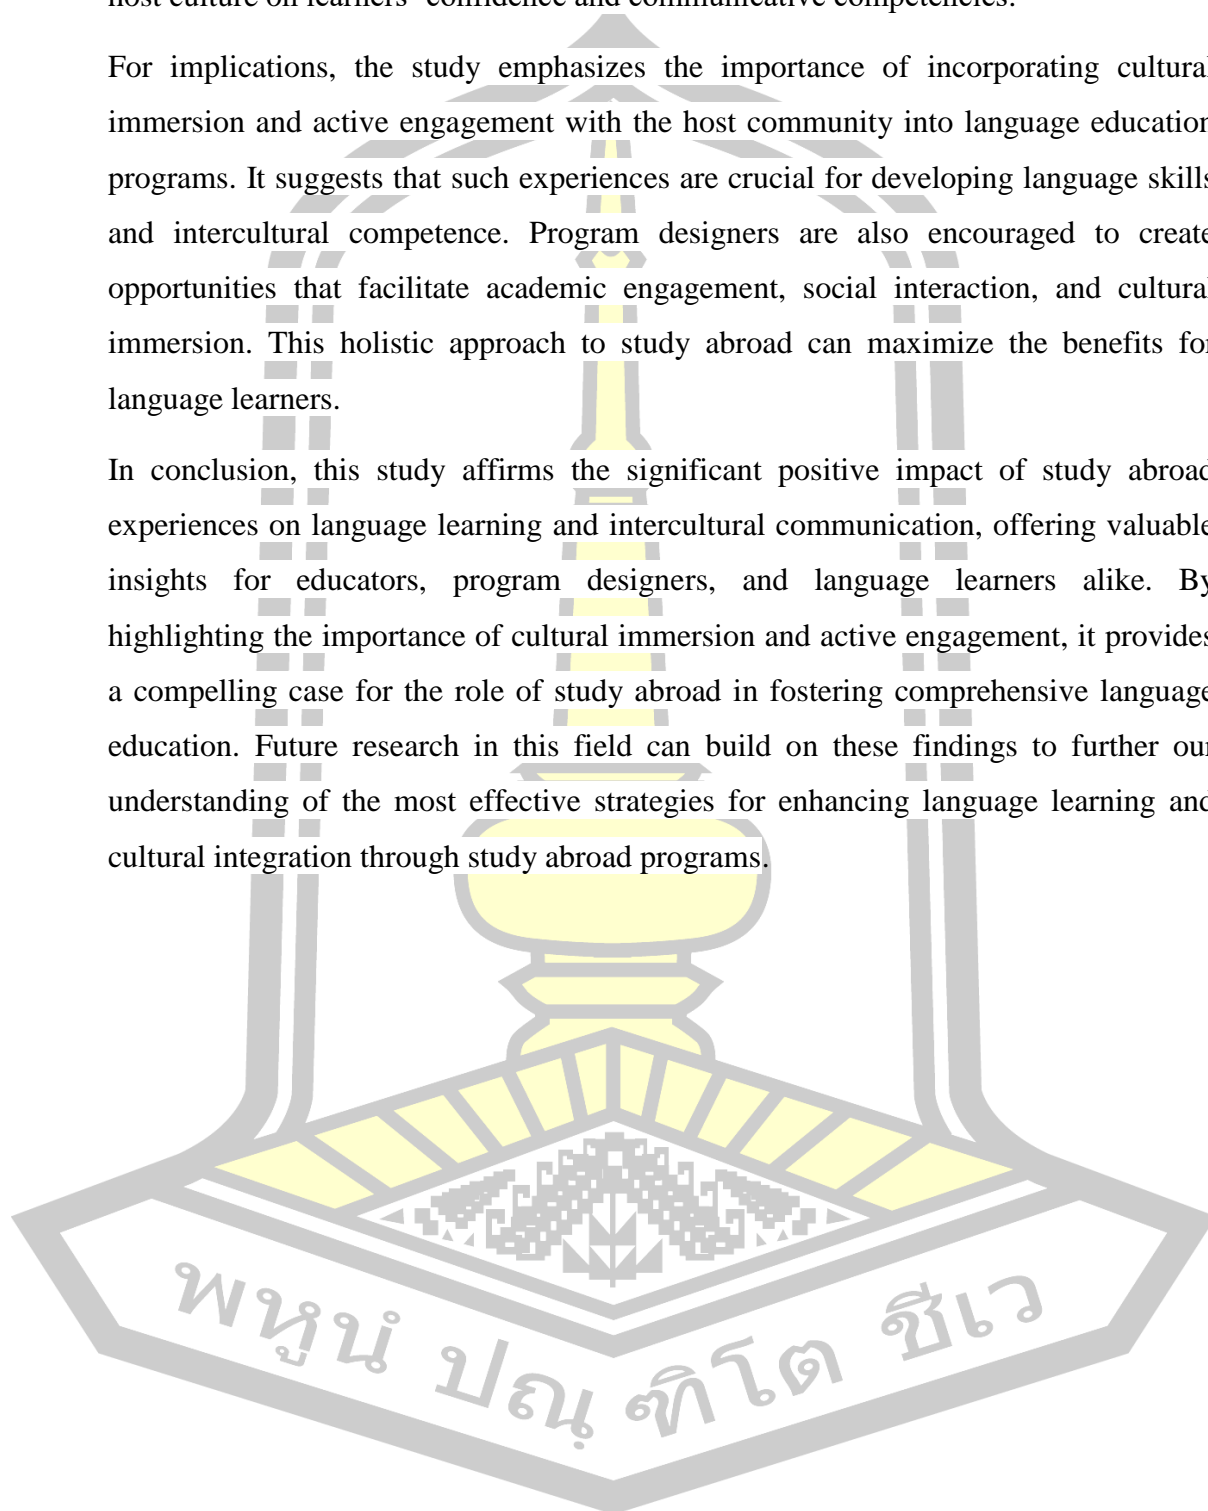 host culture on learners' confidence and communicative competencies.
For implications, the study emphasizes the importance of incorporating cultural
immersion and active engagement with the host community into language education
programs. It suggests that such experiences are crucial for developing language skills
and intercultural competence. Program designers are also encouraged to create
opportunities that facilitate academic engagement, social interaction, and cultural
immersion. This holistic approach to study abroad can maximize the benefits for
language learners.
In conclusion, this study affirms the significant positive impact of study abroad
experiences on language learning and intercultural communication, offering valuable
insights for educators, program designers, and language learners alike. By
highlighting the importance of cultural immersion and active engagement, it provides
a compelling case for the role of study abroad in fostering comprehensive language
education. Future research in this field can build on these findings to further our
understanding of the most effective strategies for enhancing language learning and
cultural integration through study abroad programs.
พหูนํ ปณฺฑิโต ชีเว